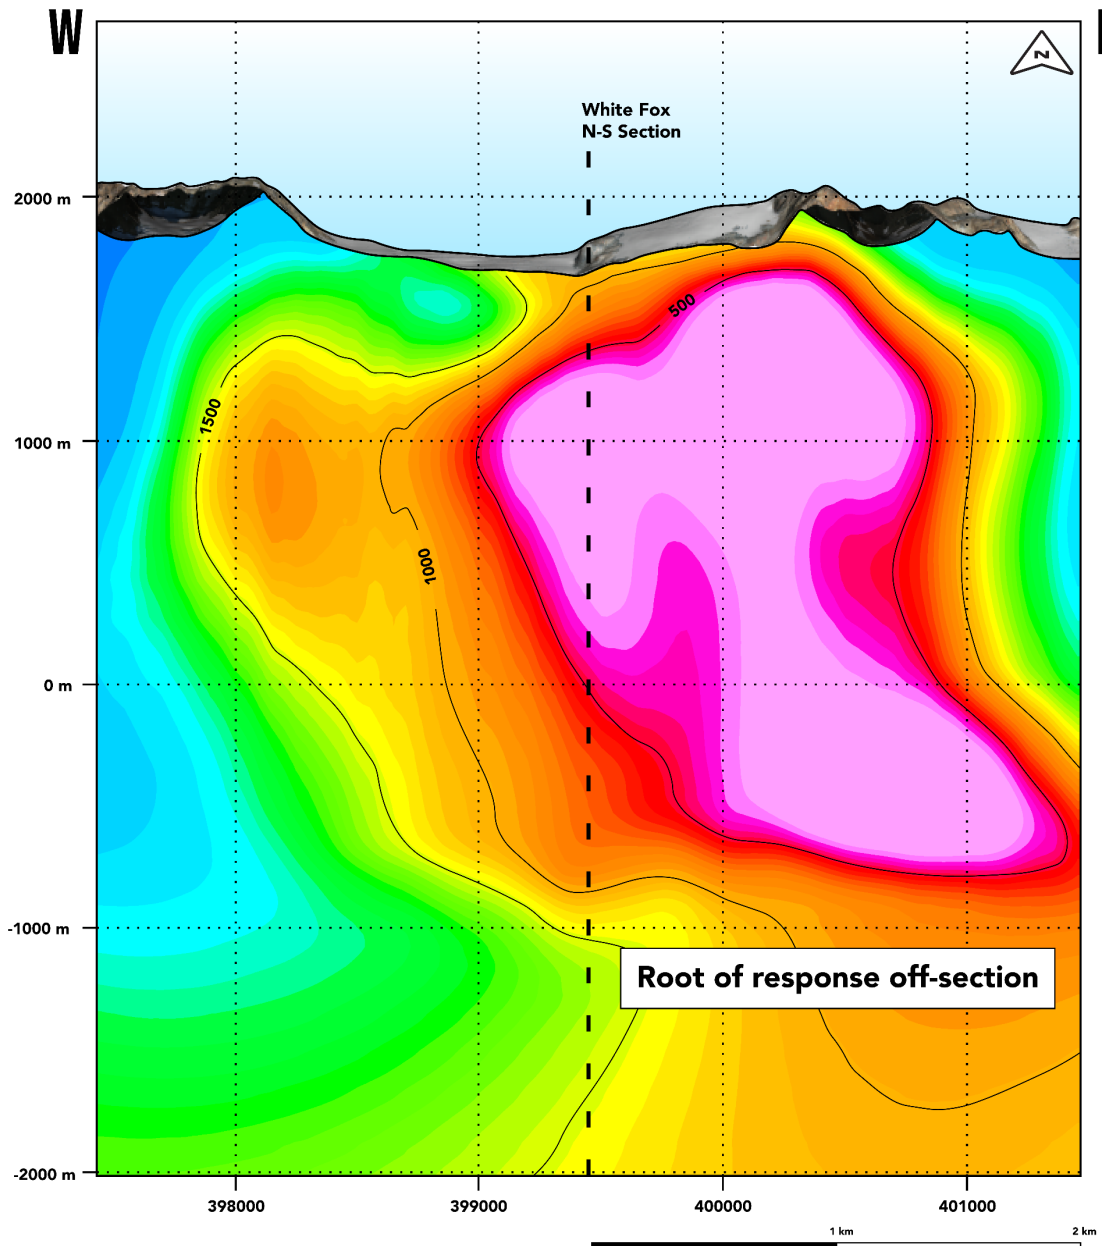 W
N
White Fox
N-S Section
2000 m
500
1500
1000 m
1000
0 m
-1000 m
Root of response off-section
-2000 m
398000
399000
400000
401000
1 km
2 km